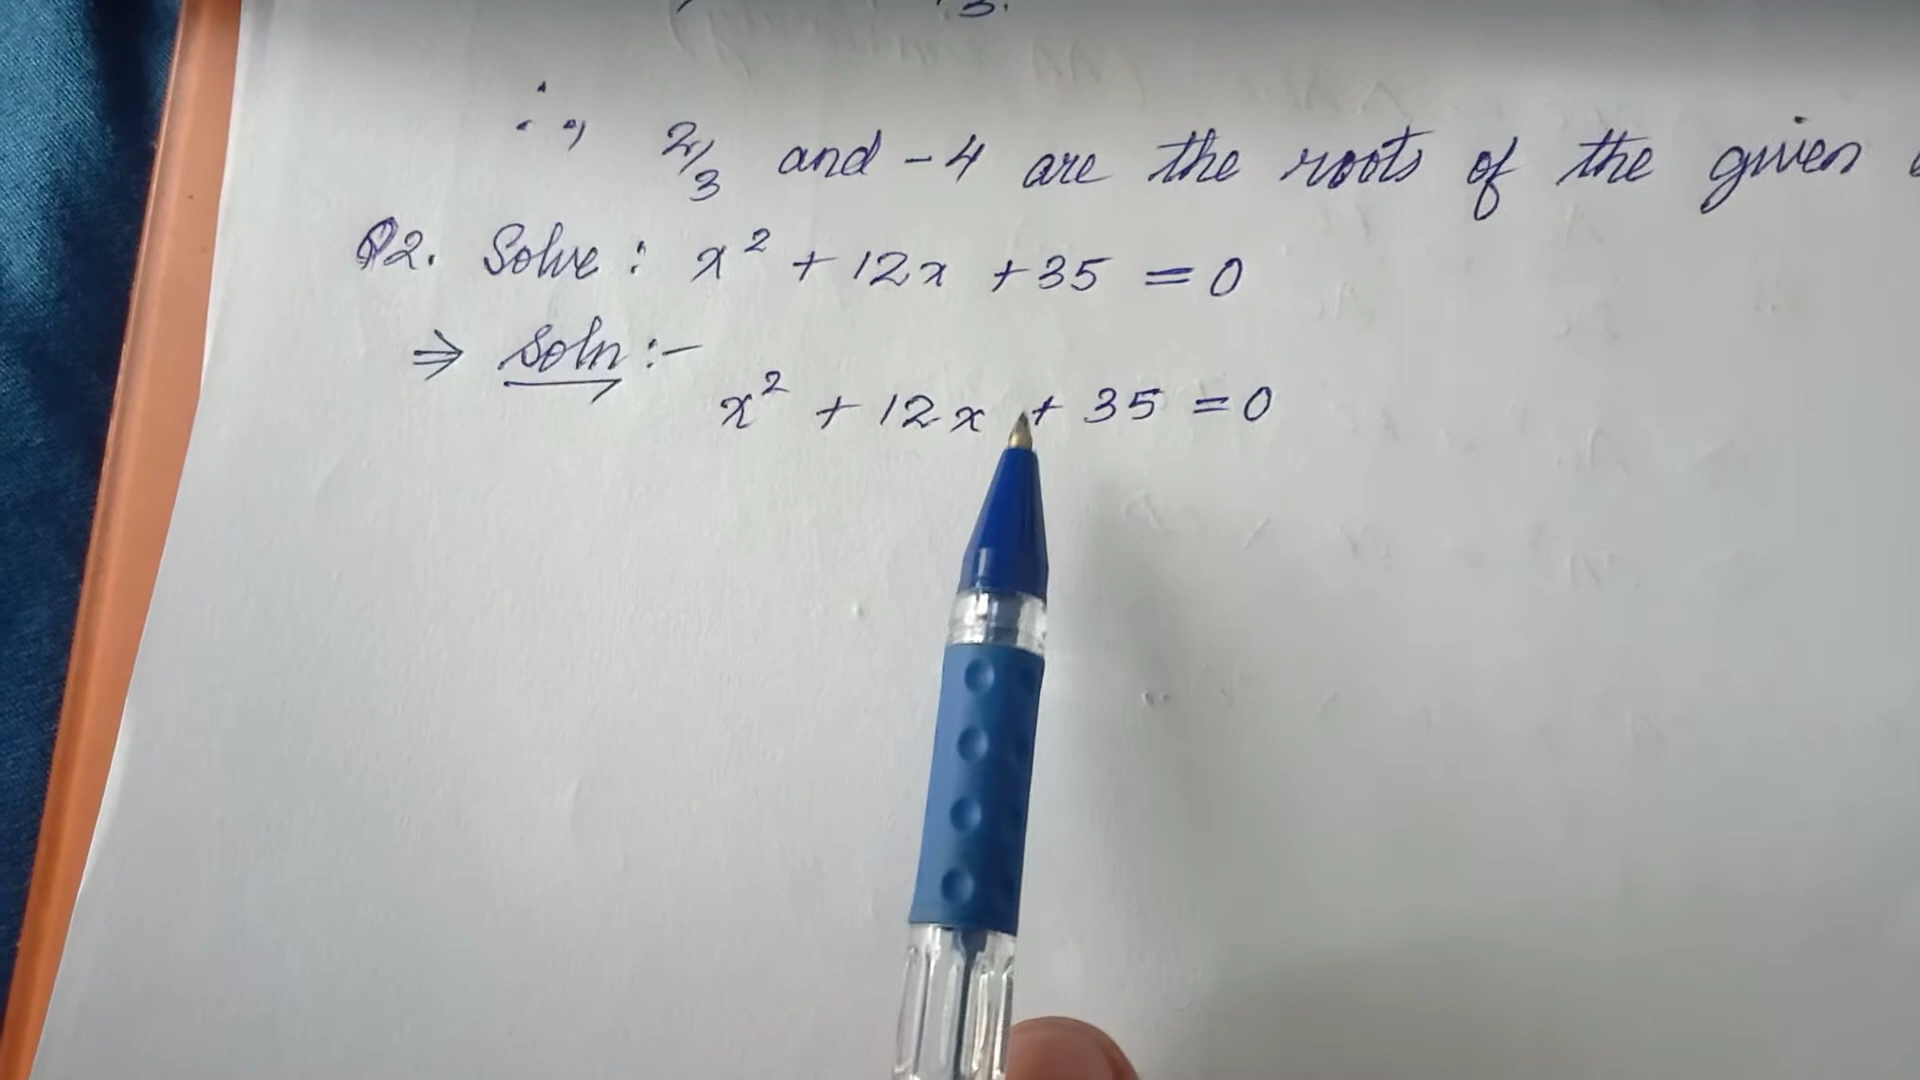 3.
∴, 2/3 and -4 are the roots of the given
Q2. Solve : x² + 12x + 35 = 0
⇒ Soln :-
x² + 12x + 35 = 0